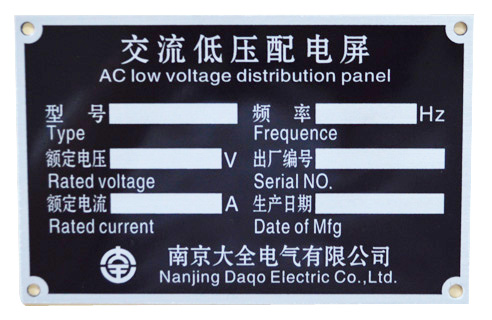 交流低压配电屏
AC low voltage distribution panel
型 号 频 率 Hz
Type Frequence
额定电压 V 出厂编号
Rated voltage Serial NO.
额定电流 A 生产日期
Rated current Date of Mfg
南京大全电气有限公司
Nanjing Daqo Electric Co.,Ltd.